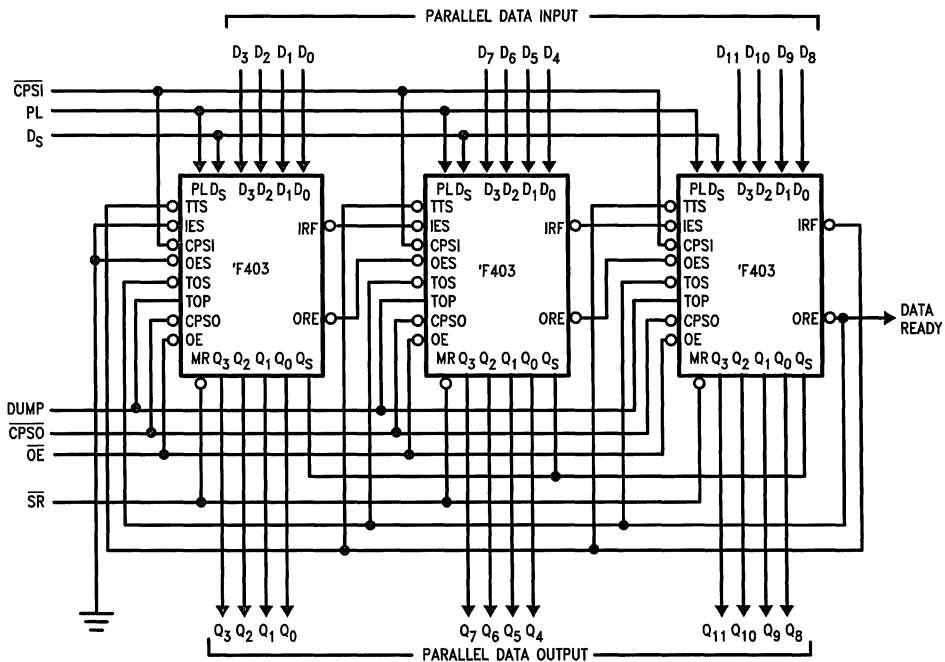 PARALLEL DATA INPUT
D3 D2 D1 D0 D7 D6 D5 D4 D11 D10 D9 D8
C̅P̅S̅I̅
PL
DS
PL DS D3 D2 D1 D0 PL DS D3 D2 D1 D0 PL DS D3 D2 D1 D0
TTS TTS TTS
IES IRF IES IRF IES IRF
CPSI CPSI CPSI
OES 'F403 OES 'F403 OES 'F403
TOS TOS TOS
TOP TOP TOP
CPSO ORE CPSO ORE CPSO ORE DATA READY
OE OE OE
MR Q3 Q2 Q1 Q0 QS MR Q3 Q2 Q1 Q0 QS MR Q3 Q2 Q1 Q0 QS
DUMP
C̅P̅S̅O̅
O̅E̅
S̅R̅
Q3 Q2 Q1 Q0 Q7 Q6 Q5 Q4 Q11 Q10 Q9 Q8
PARALLEL DATA OUTPUT